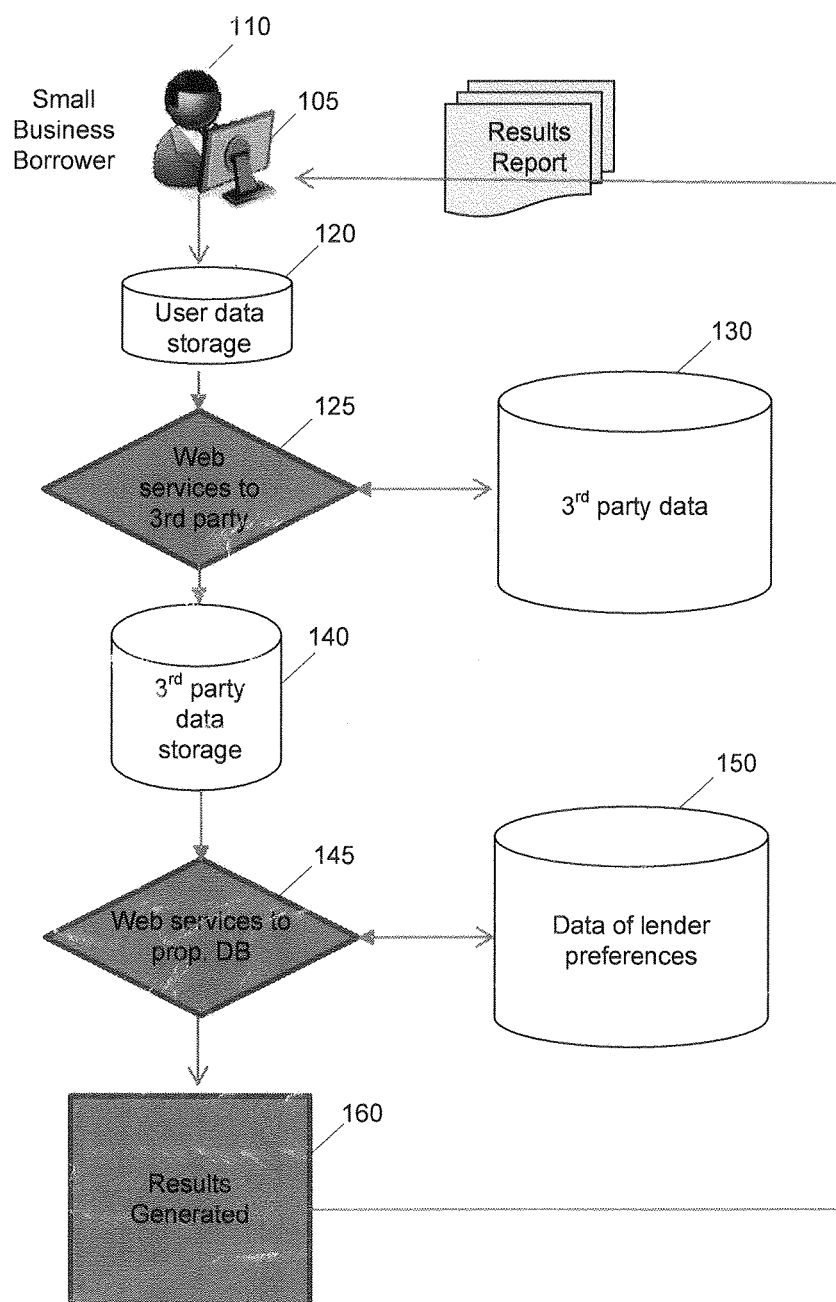 110
Small
Business
Borrower
105
Results
Report
120
User data
storage
125
Web
services to
3rd party
130
3rd party data
140
3rd party
data
storage
150
145
Web services to
prop. DB
Data of lender
preferences
160
Results
Generated